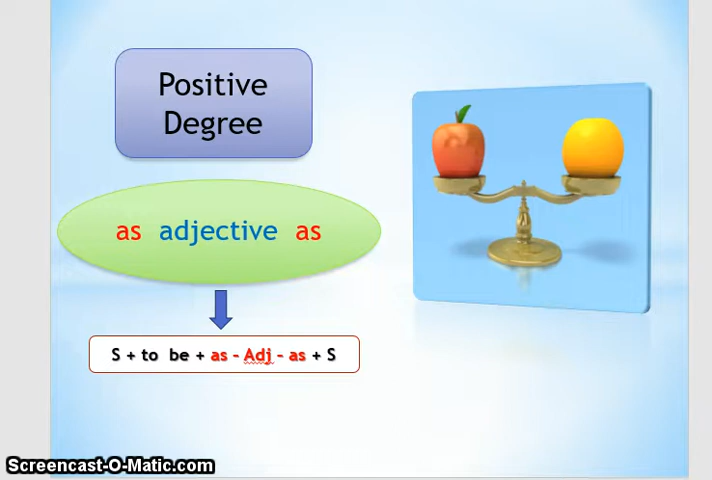 Positive
Degree
as adjective as
S + to be + as - Adj - as + S
Screencast-O-Matic.com